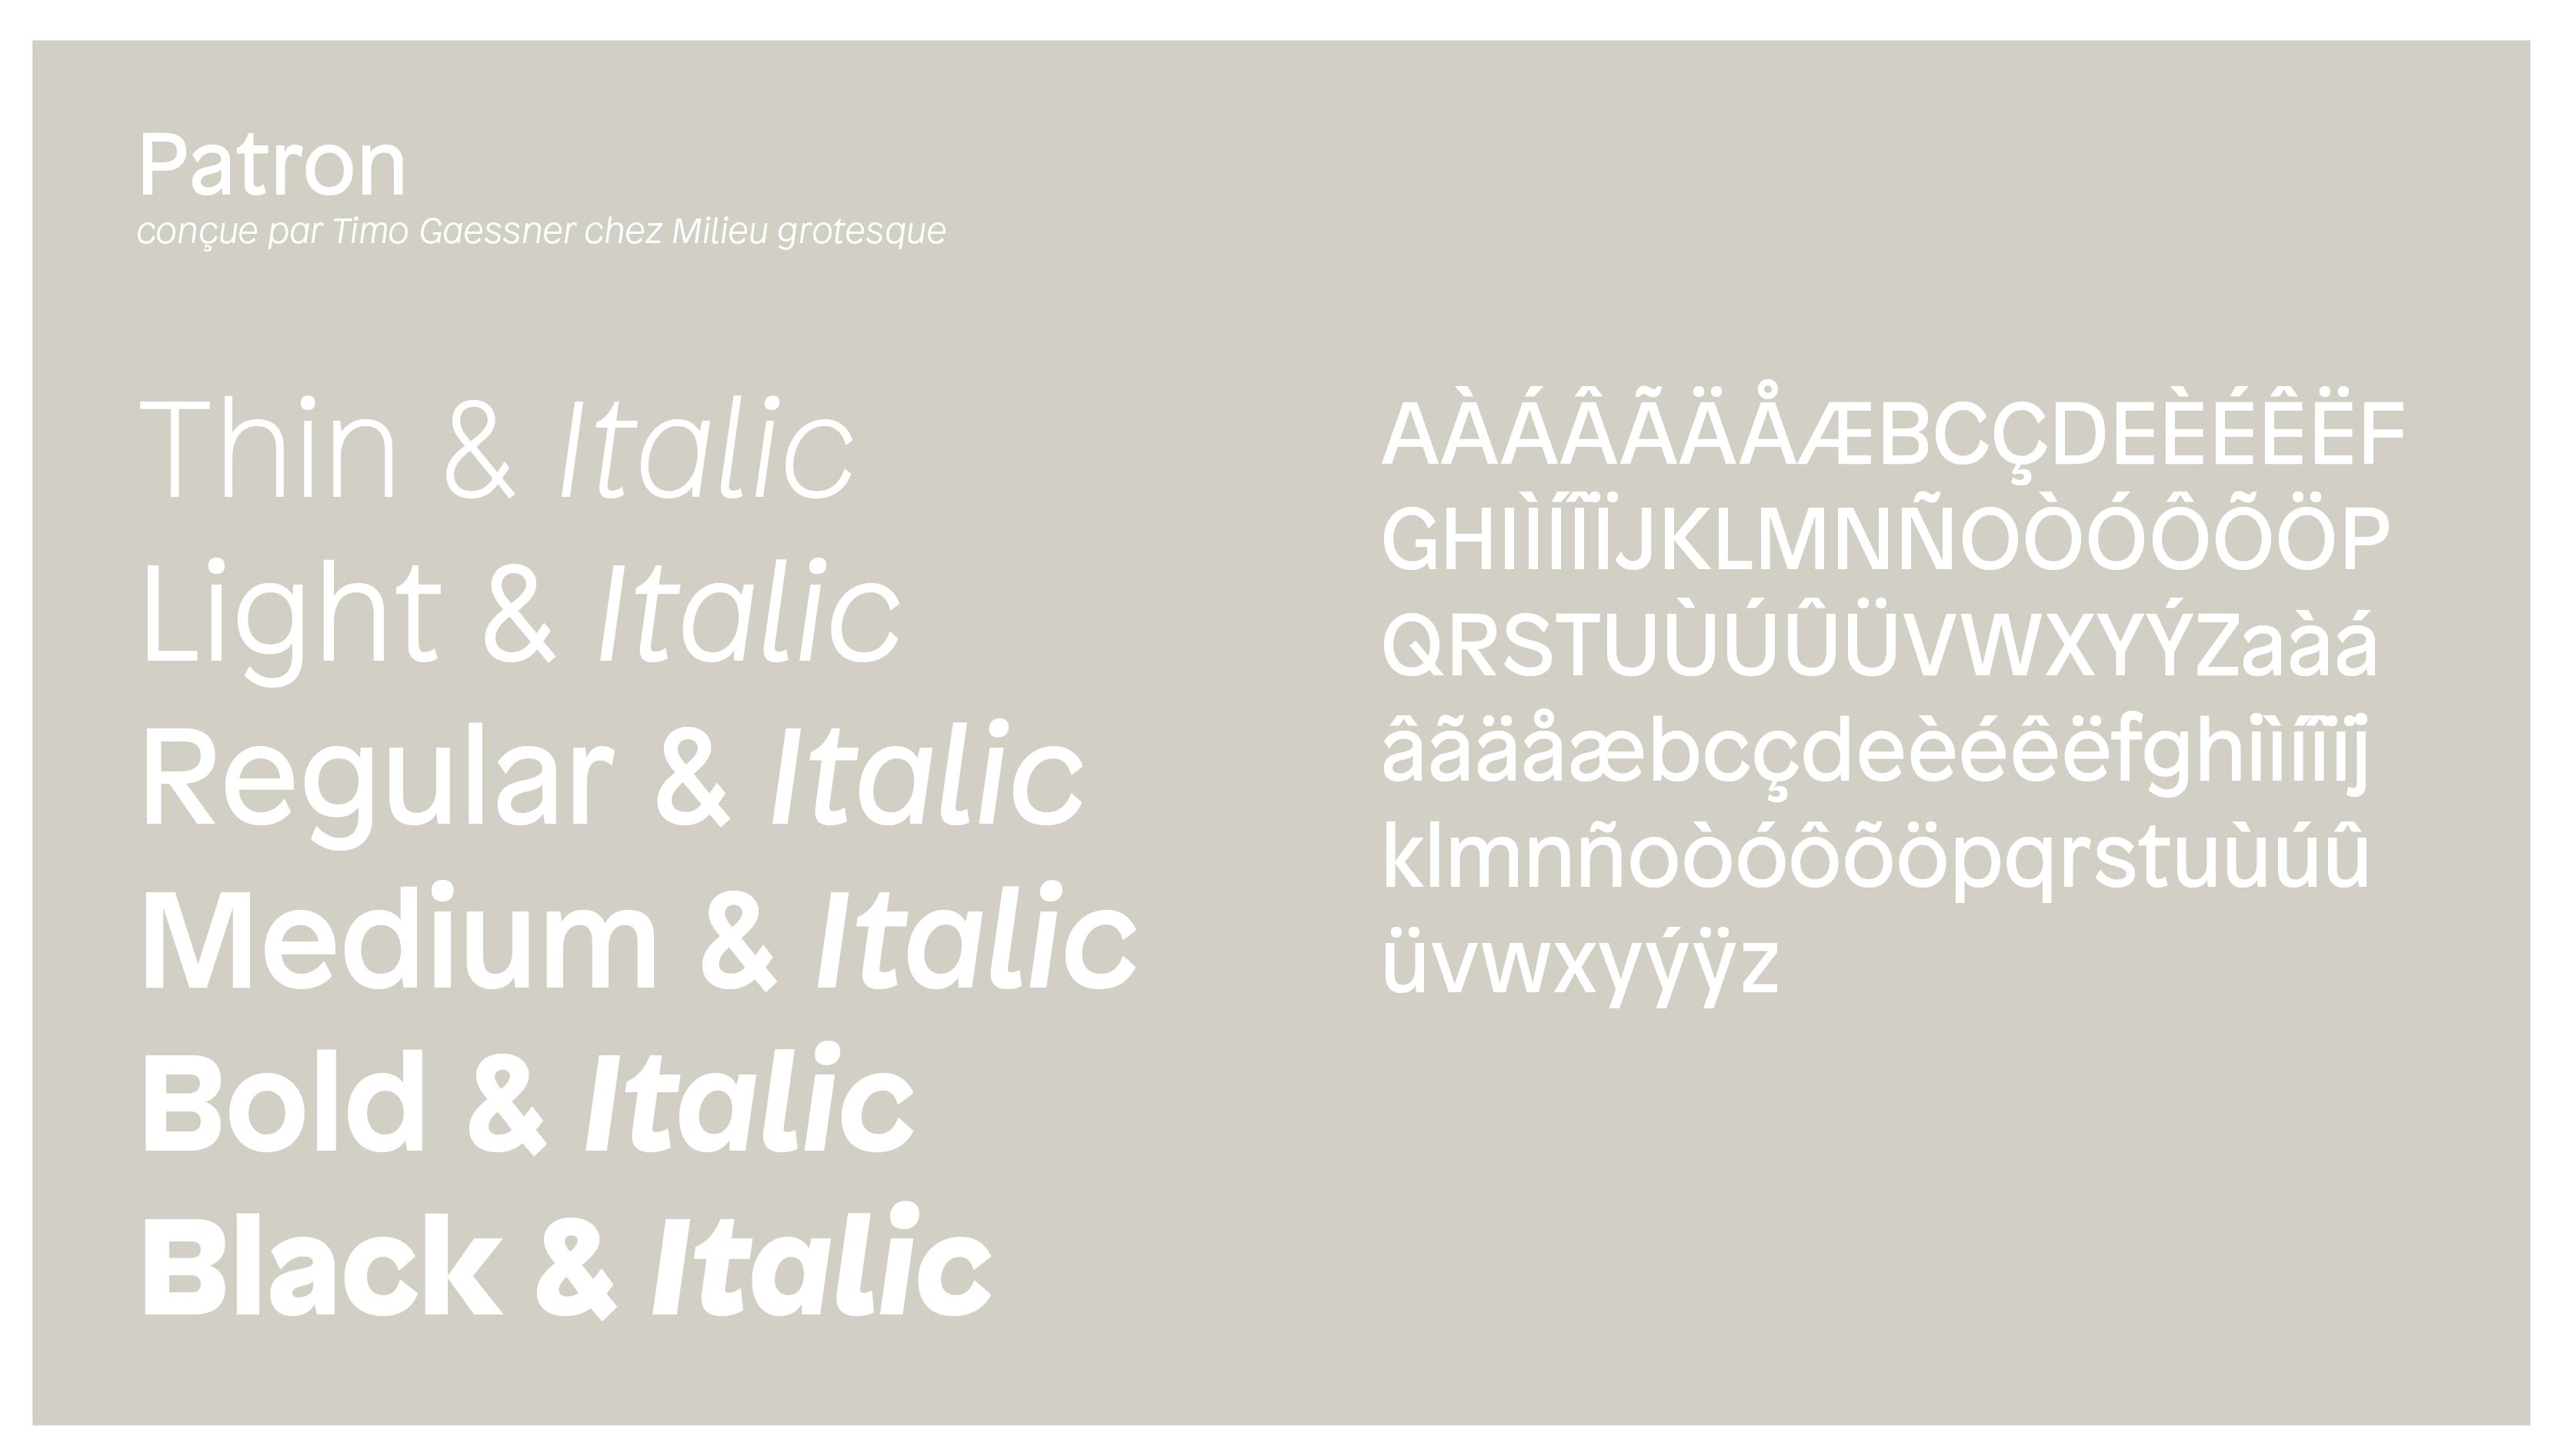 Patron
conçue par Timo Gaessner chez Milieu grotesque
Thin & Italic
Light & Italic
Regular & Italic
Medium & Italic
Bold & Italic
Black & Italic
AÀÁÂÃÄÅÆBCÇDEÈÉÊËF
GHIÌÍÎÏJKLMNÑOÒÓÔÕÖP
QRSTUÙÚÛÜVWXYÝZaàá
âãäåæbcçdeèéêëfghiìíîïj
klmnñoòóôõöpqrstuùúû
üvwxyýÿz